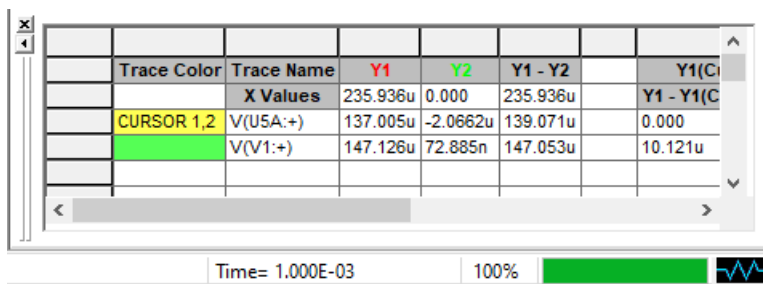 Trace Color Trace Name Y1 Y2 Y1 - Y2
X Values 235.936u 0.000 235.936u Y1 - Y1(C
CURSOR 1,2 V(U5A:+) 137.005u -2.0662u 139.071u 0.000
V(V1:+) 147.126u 72.885n 147.053u 10.121u
Time= 1.000E-03 100%